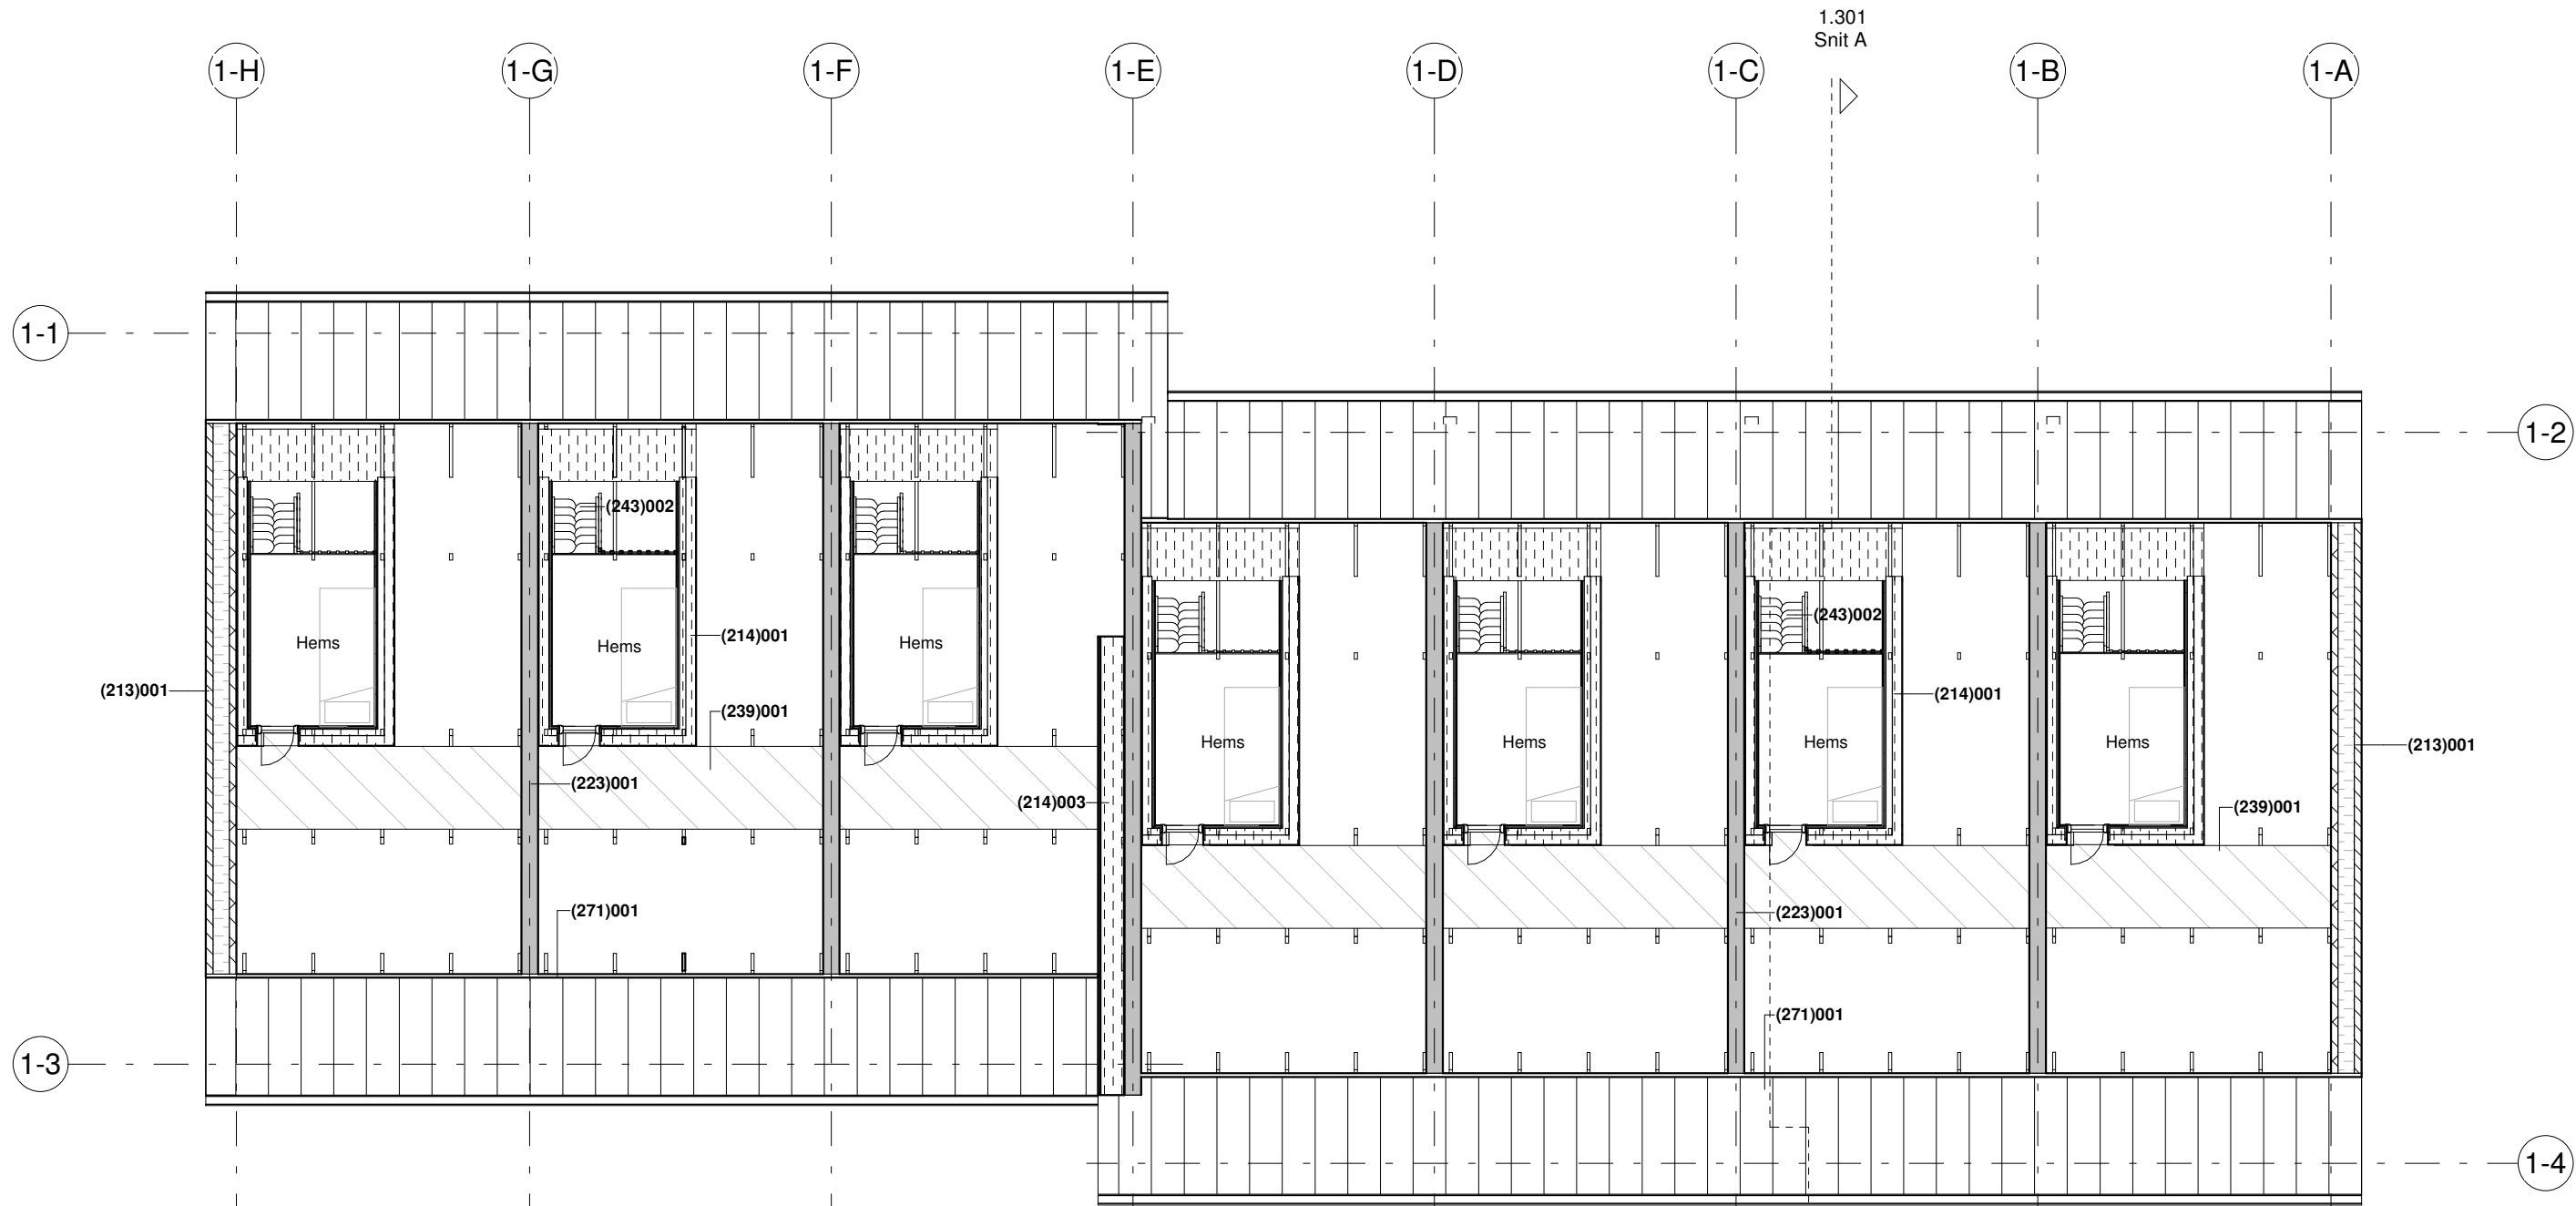 1.301
Snit A
1-H
1-G
1-F
1-E
1-D
1-C
1-B
1-A
1-1
1-2
(243)002
(243)002
Hems
Hems
Hems
(214)001
(213)001
(214)001
(239)001
Hems
Hems
Hems
Hems
(213)001
(223)001
(214)003
(239)001
(271)001
(223)001
(271)001
1-3
1-4